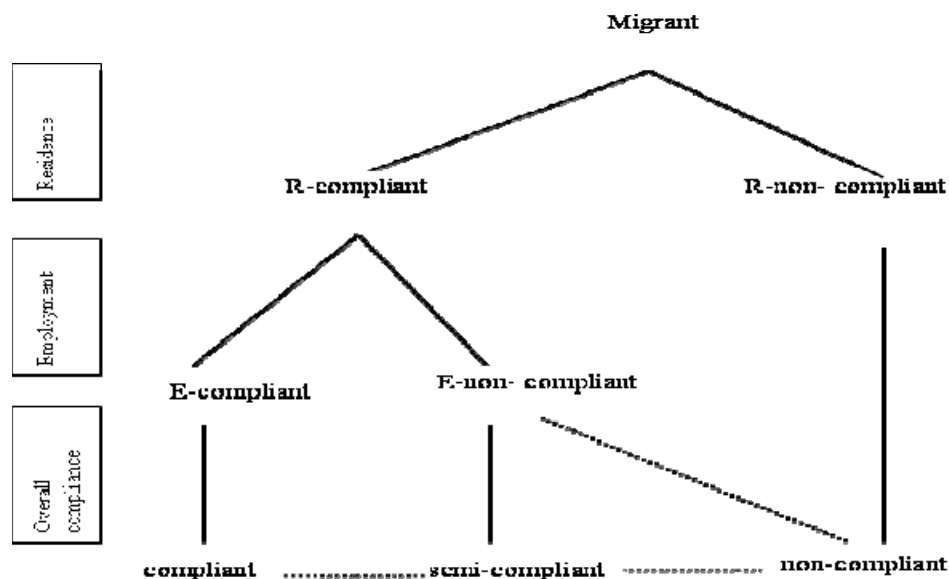 Migrant
Residence
R-compliant
R-non- compliant
Employment
E-compliant
E-non- compliant
Overall
compliance
compliant
semi-compliant
non-compliant